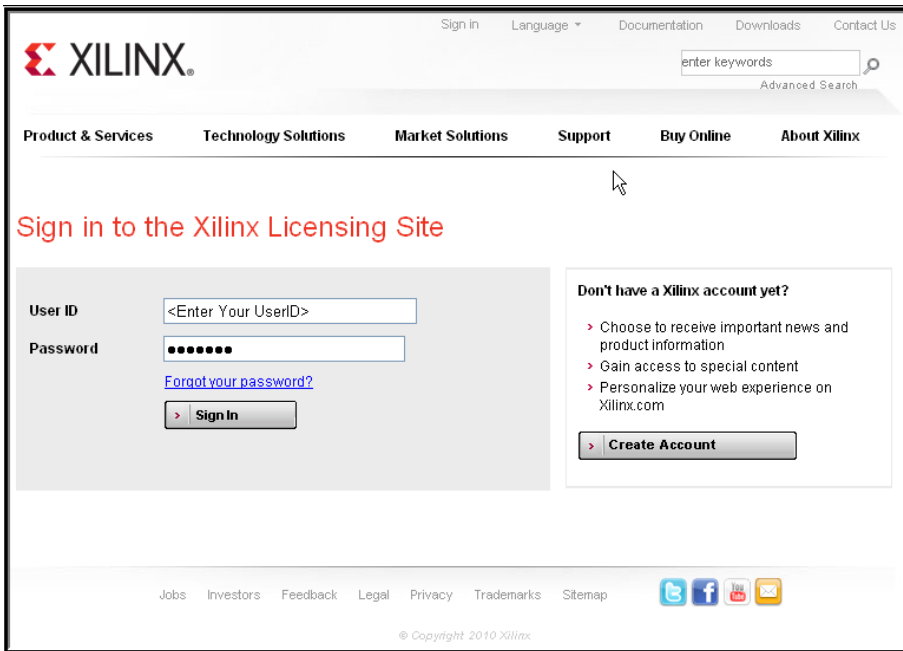 Sign in Language Documentation Downloads Contact Us
XILINX®
enter keywords
Advanced Search
Product & Services Technology Solutions Market Solutions Support Buy Online About Xilinx
Sign in to the Xilinx Licensing Site
User ID <Enter Your UserID>
Password •••••••
Forgot your password?
> Sign In
Don't have a Xilinx account yet?
> Choose to receive important news and
product information
> Gain access to special content
> Personalize your web experience on
Xilinx.com
> Create Account
Jobs Investors Feedback Legal Privacy Trademarks Sitemap
You Tube
© Copyright 2010 Xilinx